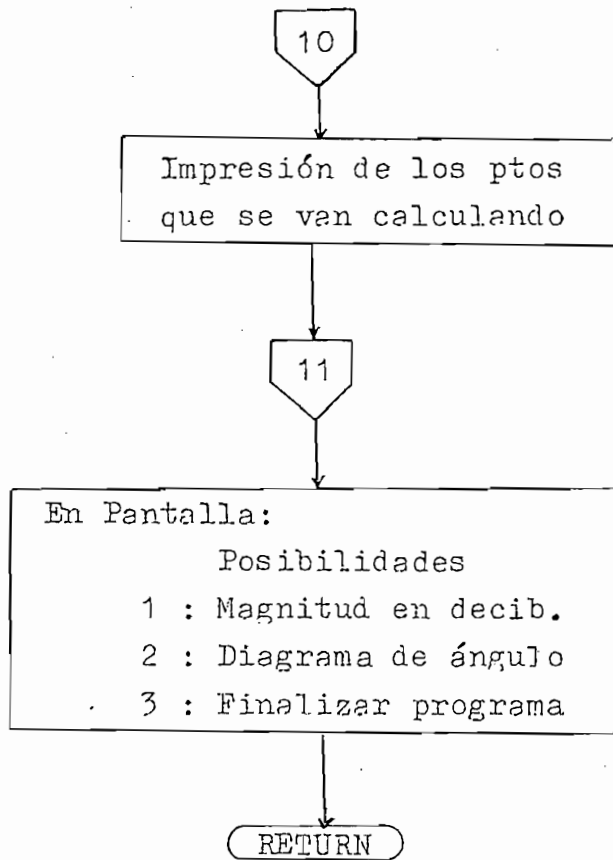 10
Impresión de los ptos
que se van calculando
11
En Pantalla:
Posibilidades
1 : Magnitud en decib.
2 : Diagrama de ángulo
3 : Finalizar programa
RETURN